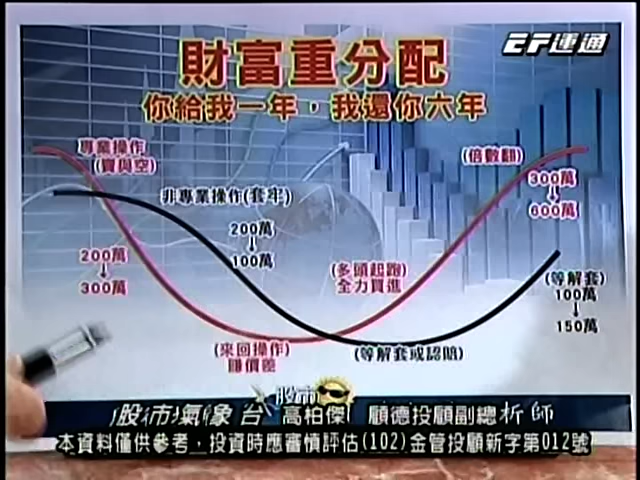 EF運通
財富重分配
你給我一年，我還你六年
專業操作
(買與空)
(倍數翻)
300萬
↓
600萬
非專業操作(套牢)
200萬
↓
100萬
200萬
↓
300萬
(多頭起跑)
全力買進
(等解套)
100萬
↓
150萬
(來回操作)
賺價差
(等解套或認賠)
股市
股市氣象台 高柏傑 顧德投顧副總 析師
本資料僅供參考，投資時應審慎評估(102)金管投顧新字第012號